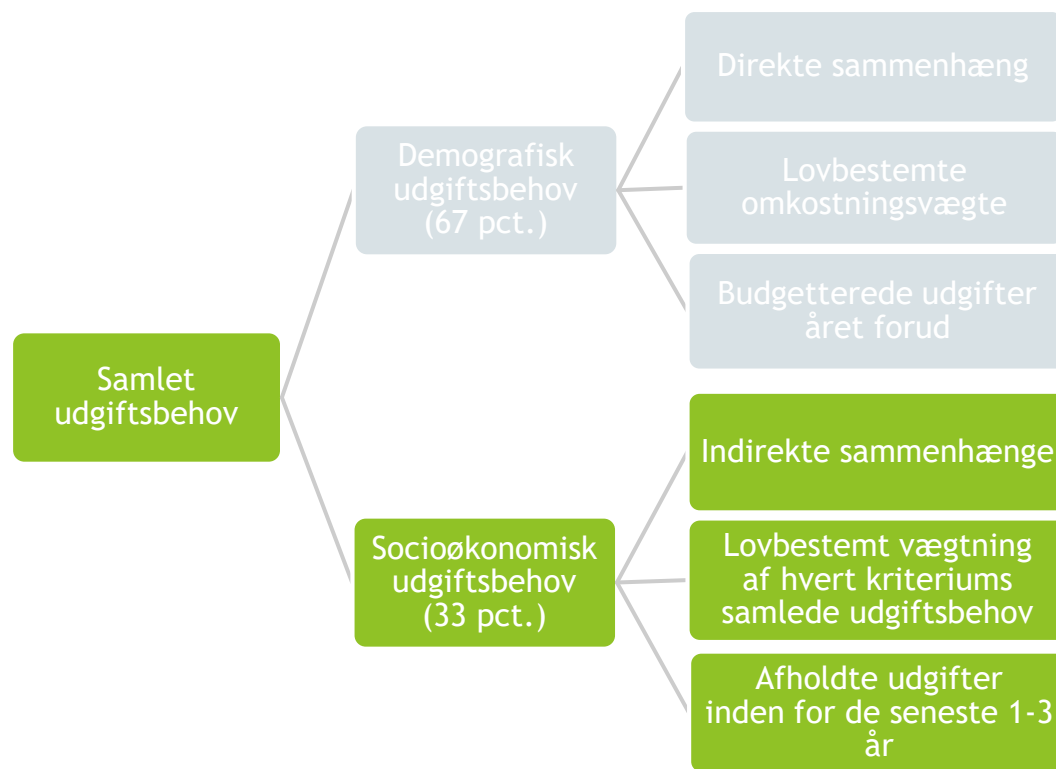 Samlet
udgiftsbehov
Demografisk
udgiftsbehov
(67 pct.)
Direkte sammenhæng
Lovbestemte
omkostningsvægte
Budgetterede udgifter
året forud
Socioøkonomisk
udgiftsbehov
(33 pct.)
Indirekte sammenhænge
Lovbestemt vægtning
af hvert kriteriums
samlede udgiftsbehov
Afholdte udgifter
inden for de seneste 1-3
år